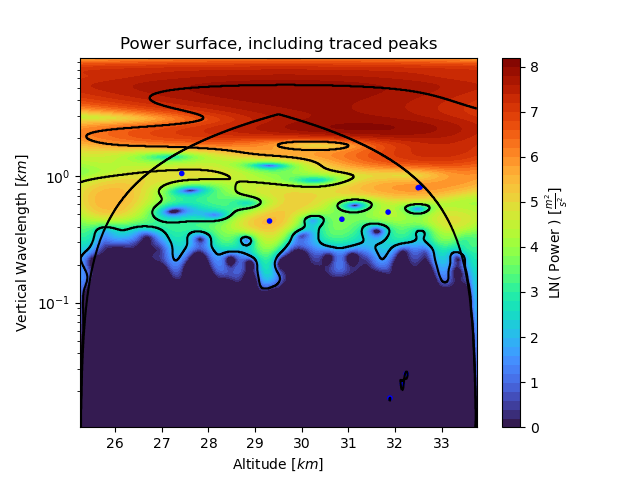 Power surface, including traced peaks
Vertical Wavelength [km]
10⁰
10⁻¹
26 27 28 29 30 31 32 33
Altitude [km]
8
7
6
5
4
3
2
1
0
LN( Power ) [m²/s²]